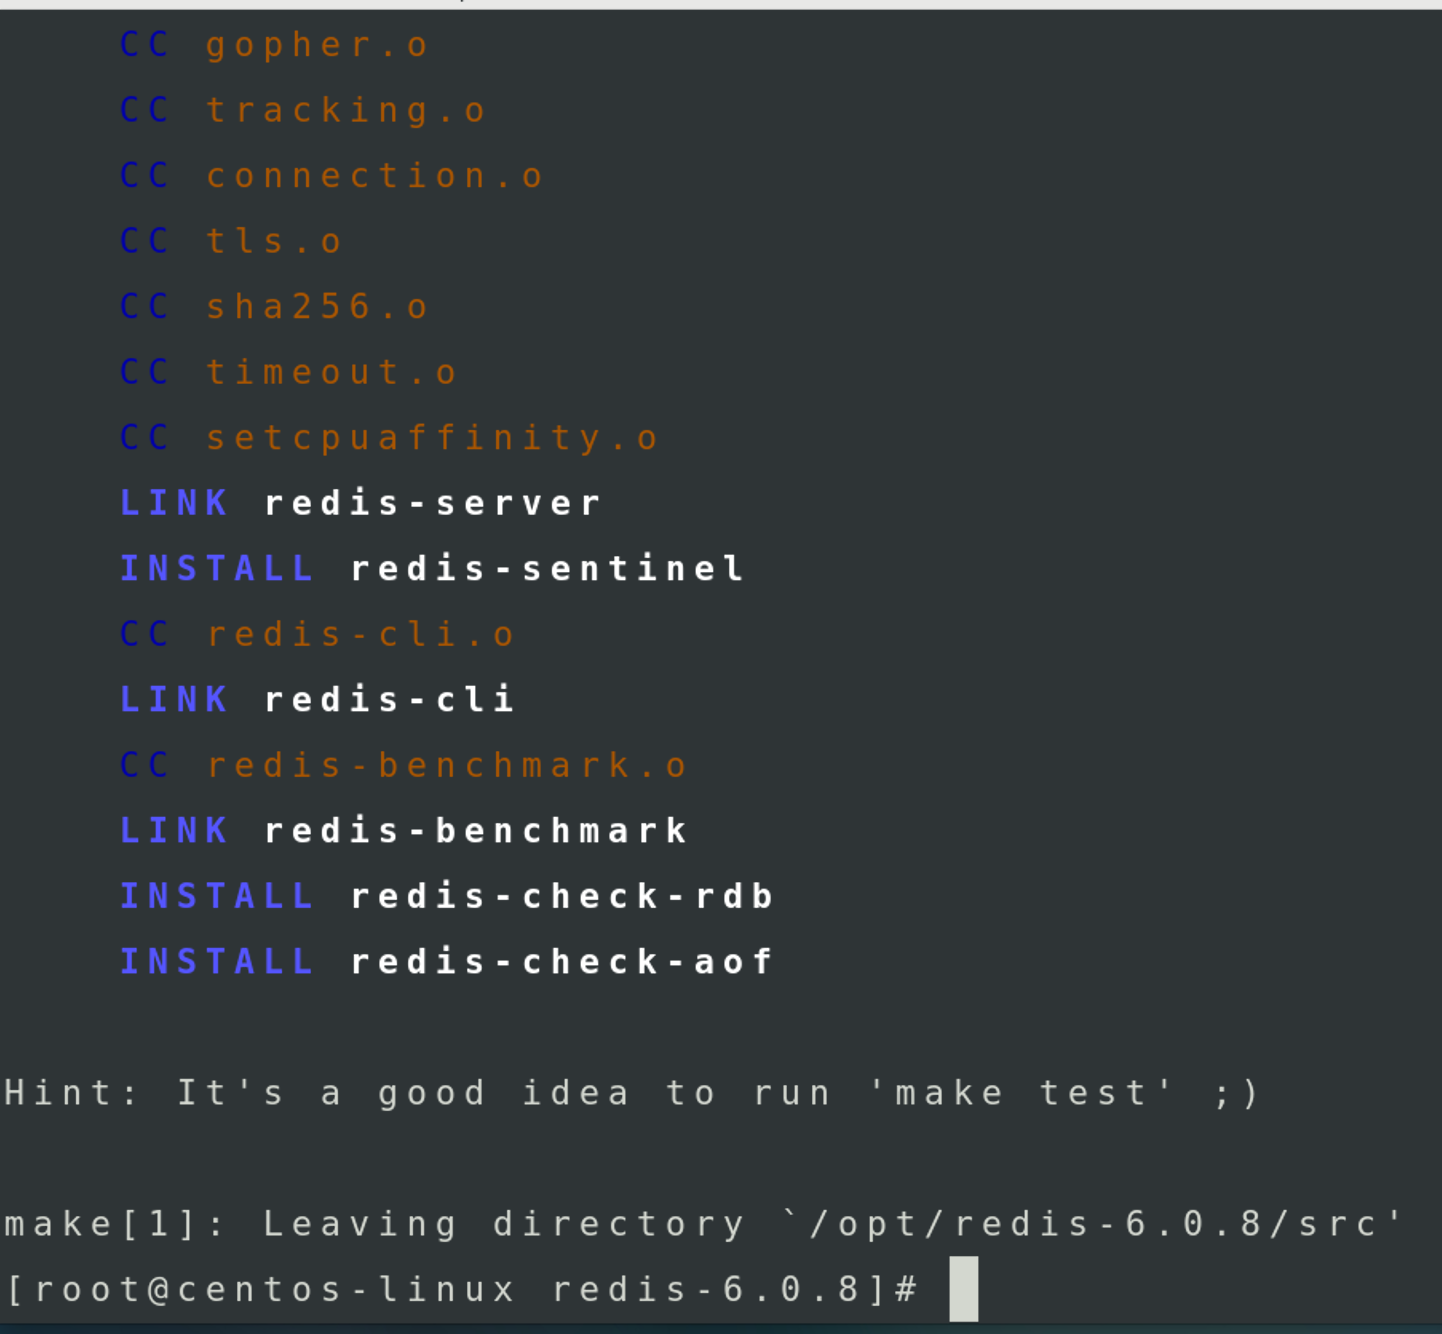 CC gopher.o
CC tracking.o
CC connection.o
CC tls.o
CC sha256.o
CC timeout.o
CC setcpuaffinity.o
LINK redis-server
INSTALL redis-sentinel
CC redis-cli.o
LINK redis-cli
CC redis-benchmark.o
LINK redis-benchmark
INSTALL redis-check-rdb
INSTALL redis-check-aof
Hint: It's a good idea to run 'make test' ;)
make[1]: Leaving directory `/opt/redis-6.0.8/src'
[root@centos-linux redis-6.0.8]#